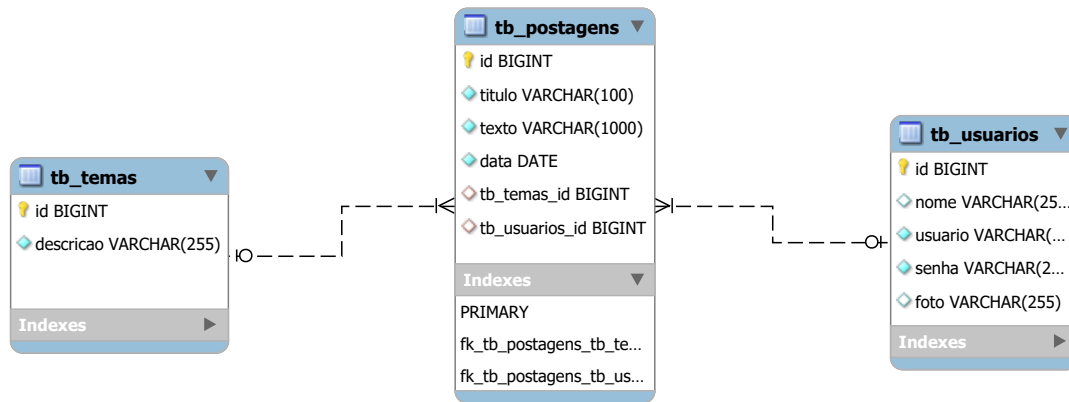 tb_temas
id BIGINT
descricao VARCHAR(255)
Indexes
tb_postagens
id BIGINT
titulo VARCHAR(100)
texto VARCHAR(1000)
data DATE
tb_temas_id BIGINT
tb_usuarios_id BIGINT
Indexes
PRIMARY
fk_tb_postagens_tb_te...
fk_tb_postagens_tb_us...
tb_usuarios
id BIGINT
nome VARCHAR(25...
usuario VARCHAR(...
senha VARCHAR(2...
foto VARCHAR(255)
Indexes